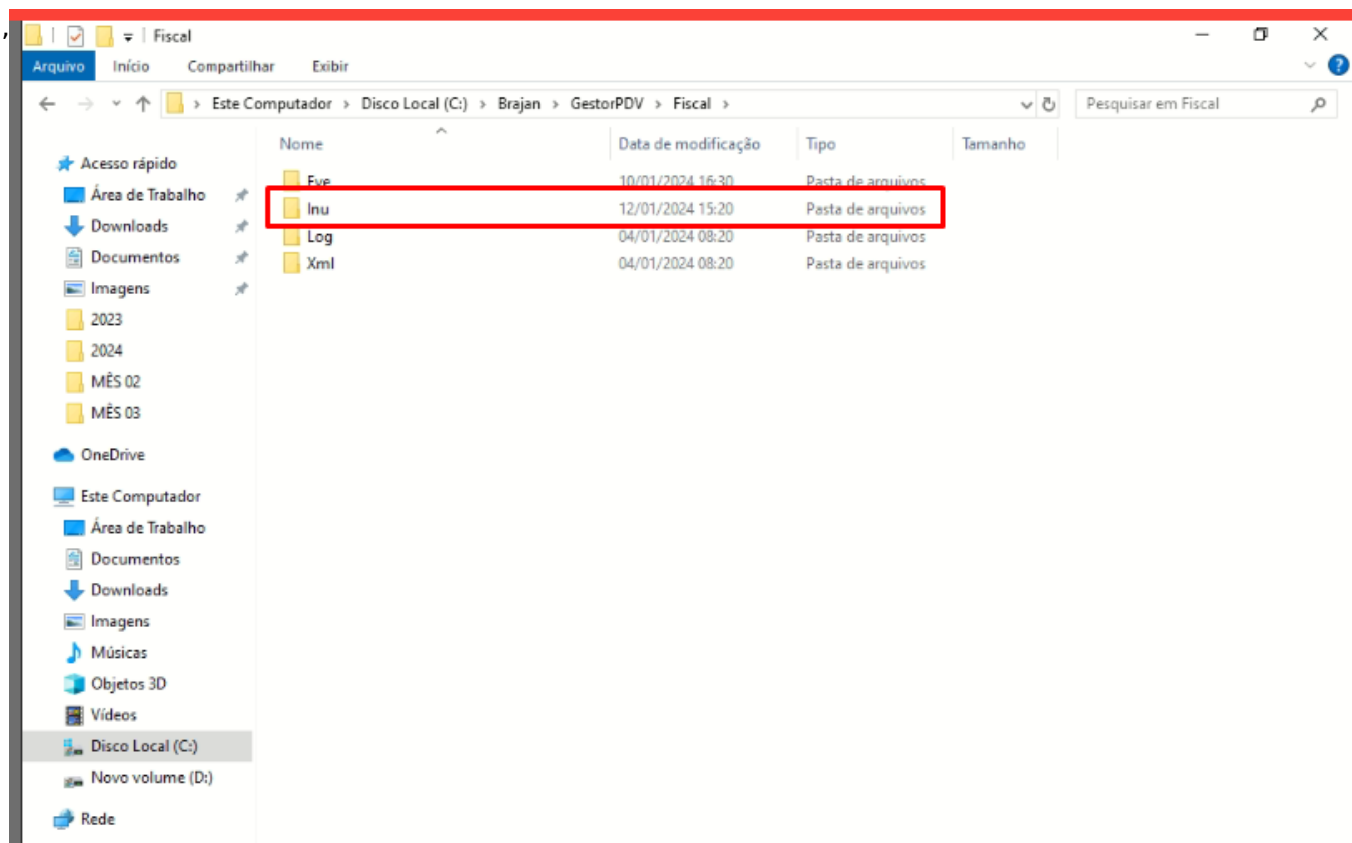 ,
Fiscal
Arquivo Início Compartilhar Exibir
Este Computador > Disco Local (C:) > Brajan > GestorPDV > Fiscal >
Pesquisar em Fiscal
Nome Data de modificação Tipo Tamanho
Eve 10/01/2024 16:30 Pasta de arquivos
Inu 12/01/2024 15:20 Pasta de arquivos
Log 04/01/2024 08:20 Pasta de arquivos
Xml 04/01/2024 08:20 Pasta de arquivos
Acesso rápido
Área de Trabalho
Downloads
Documentos
Imagens
2023
2024
MÊS 02
MÊS 03
OneDrive
Este Computador
Área de Trabalho
Documentos
Downloads
Imagens
Músicas
Objetos 3D
Vídeos
Disco Local (C:)
Novo volume (D:)
Rede